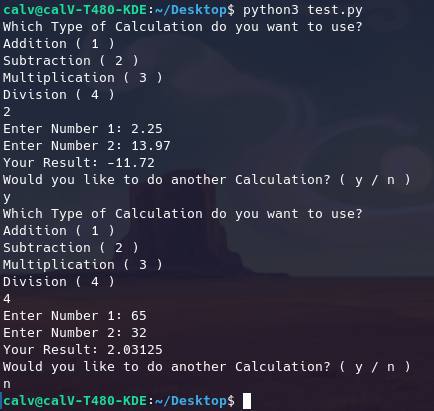 calv@calV-T480-KDE:~/Desktop$ python3 test.py
Which Type of Calculation do you want to use?
Addition ( 1 )
Subtraction ( 2 )
Multiplication ( 3 )
Division ( 4 )
2
Enter Number 1: 2.25
Enter Number 2: 13.97
Your Result: -11.72
Would you like to do another Calculation? ( y / n )
y
Which Type of Calculation do you want to use?
Addition ( 1 )
Subtraction ( 2 )
Multiplication ( 3 )
Division ( 4 )
4
Enter Number 1: 65
Enter Number 2: 32
Your Result: 2.03125
Would you like to do another Calculation? ( y / n )
n
calv@calV-T480-KDE:~/Desktop$